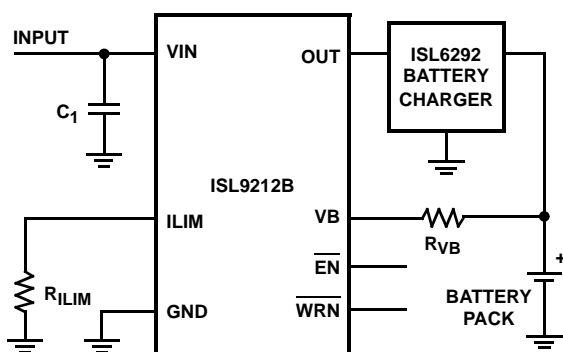 INPUT
VIN
C1
OUT
ISL6292
BATTERY
CHARGER
ISL9212B
ILIM
VB
RVB
EN
RILIM
GND
WRN
+
BATTERY
PACK